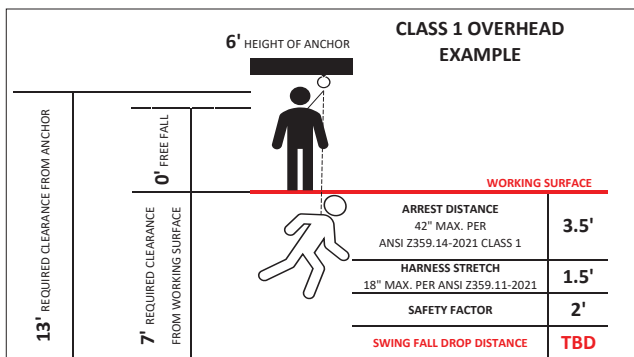 CLASS 1 OVERHEAD
EXAMPLE
6' HEIGHT OF ANCHOR
13' REQUIRED CLEARANCE FROM ANCHOR
0' FREE FALL
7' REQUIRED CLEARANCE
FROM WORKING SURFACE
WORKING SURFACE
ARREST DISTANCE
42" MAX. PER
ANSI Z359.14-2021 CLASS 1
3.5'
HARNESS STRETCH
18" MAX. PER ANSI Z359.11-2021
1.5'
SAFETY FACTOR
2'
SWING FALL DROP DISTANCE
TBD